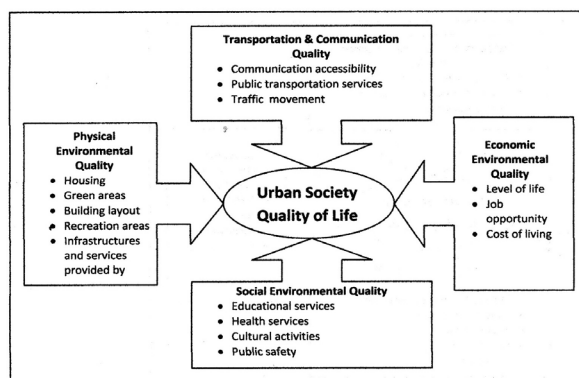 Transportation & Communication
Quality
• Communication accessibility
• Public transportation services
• Traffic movement
Physical
Environmental
Quality
• Housing
• Green areas
• Building layout
• Recreation areas
• Infrastructures
and services
provided by
Urban Society
Quality of Life
Economic
Environmental
Quality
• Level of life
• Job
opportunity
• Cost of living
Social Environmental Quality
• Educational services
• Health services
• Cultural activities
• Public safety